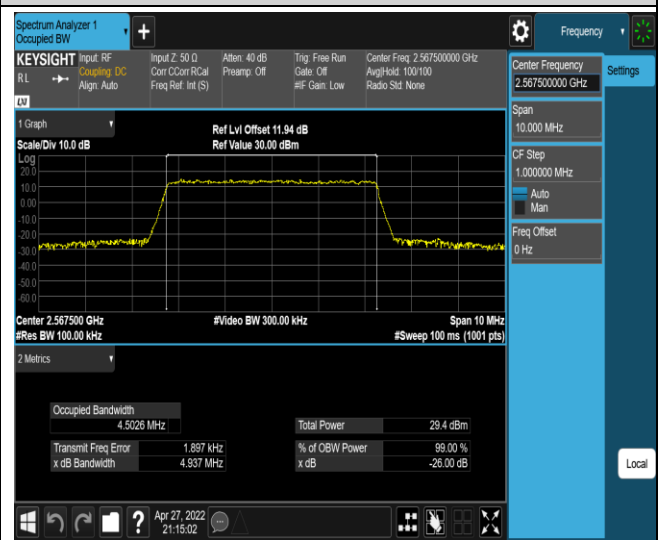 Spectrum Analyzer 1
Occupied BW
Frequency
KEYSIGHT
RL
Input: RF
Coupling: DC
Align: Auto
Input Z: 50 Ω
Corr CCorr RCal
Freq Ref: Int (S)
Atten: 40 dB
Preamp: Off
Trig: Free Run
Gate: Off
#IF Gain: Low
Center Freq: 2.567500000 GHz
Avg|Hold: 100/100
Radio Std: None
LXI
Center Frequency
2.567500000 GHz
Settings
Span
10.000 MHz
CF Step
1.000000 MHz
Auto
Man
Freq Offset
0 Hz
Local
1 Graph
Scale/Div 10.0 dB
Ref Lvl Offset 11.94 dB
Ref Value 30.00 dBm
Log
20.0
10.0
0.00
-10.0
-20.0
-30.0
-40.0
-50.0
-60.0
Center 2.567500 GHz
#Res BW 100.00 kHz
#Video BW 300.00 kHz
Span 10 MHz
#Sweep 100 ms (1001 pts)
2 Metrics
Occupied Bandwidth
4.5026 MHz
Total Power 29.4 dBm
Transmit Freq Error 1.897 kHz
% of OBW Power 99.00 %
x dB Bandwidth 4.937 MHz
x dB -26.00 dB
Apr 27, 2022
21:15:02